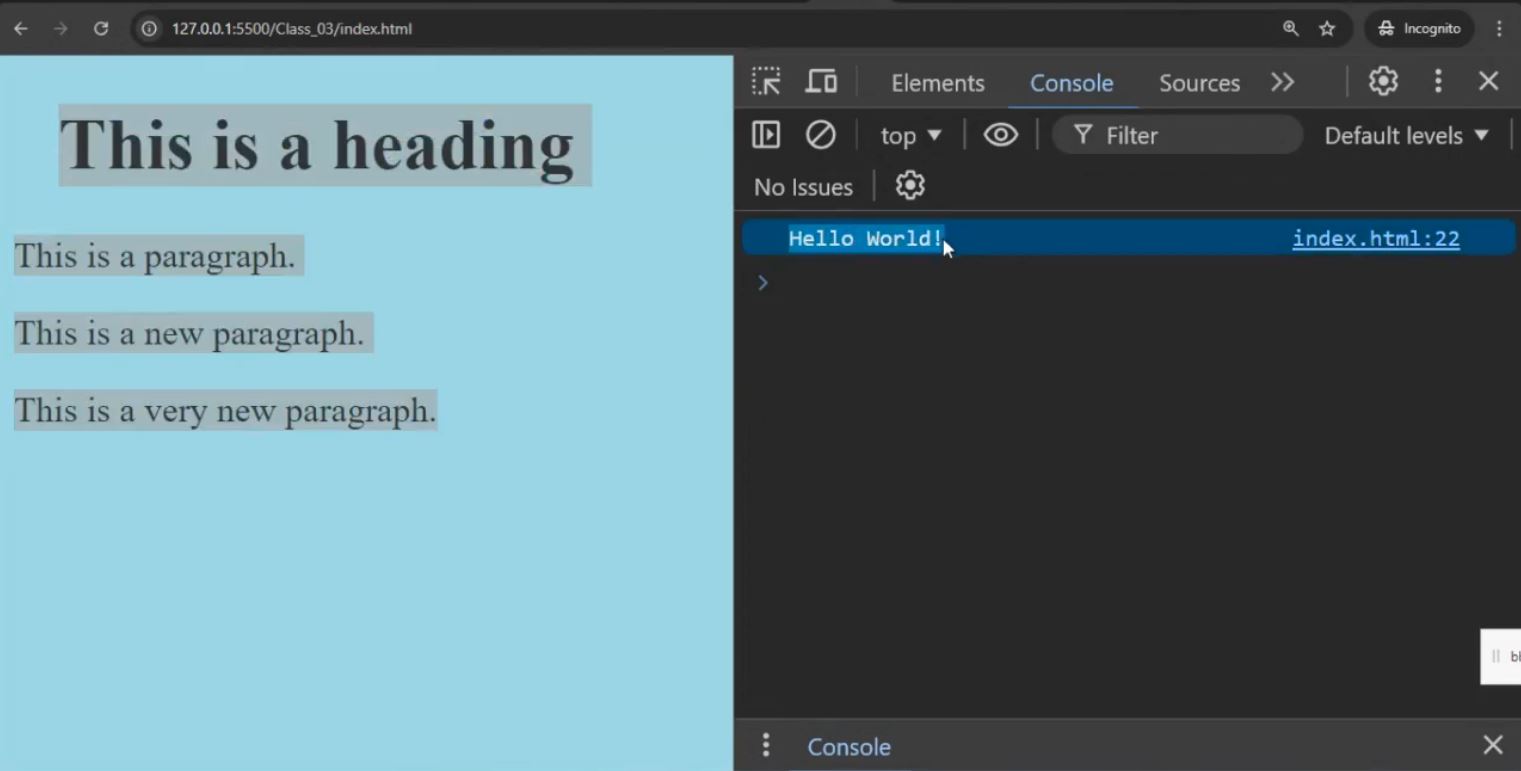 127.0.0.1:5500/Class_03/index.html
Incognito
This is a heading
This is a paragraph.
This is a new paragraph.
This is a very new paragraph.
Elements Console Sources
top Filter Default levels
No Issues
Hello World! index.html:22
Console